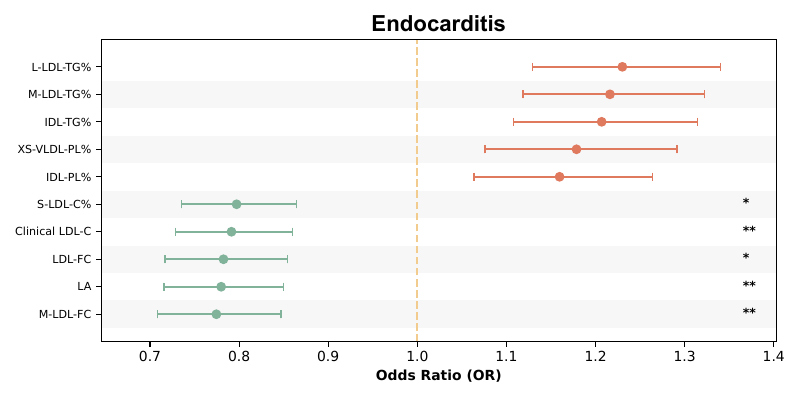 Endocarditis
L-LDL-TG%
M-LDL-TG%
IDL-TG%
XS-VLDL-PL%
IDL-PL%
S-LDL-C% *
Clinical LDL-C **
LDL-FC *
LA **
M-LDL-FC **
0.7 0.8 0.9 1.0 1.1 1.2 1.3 1.4
Odds Ratio (OR)